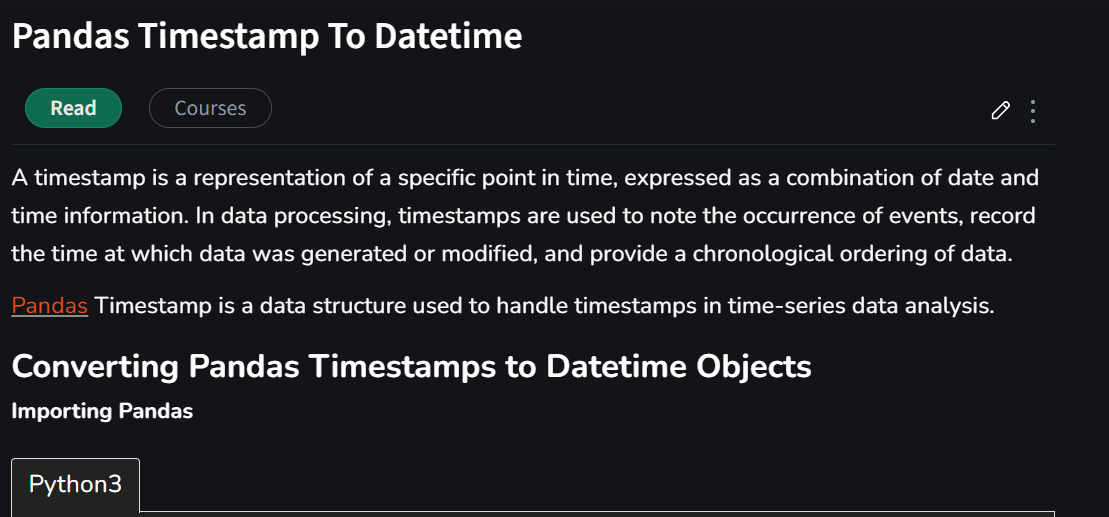 Pandas Timestamp To Datetime
Read Courses
A timestamp is a representation of a specific point in time, expressed as a combination of date and
time information. In data processing, timestamps are used to note the occurrence of events, record
the time at which data was generated or modified, and provide a chronological ordering of data.
Pandas Timestamp is a data structure used to handle timestamps in time-series data analysis.
Converting Pandas Timestamps to Datetime Objects
Importing Pandas
Python3